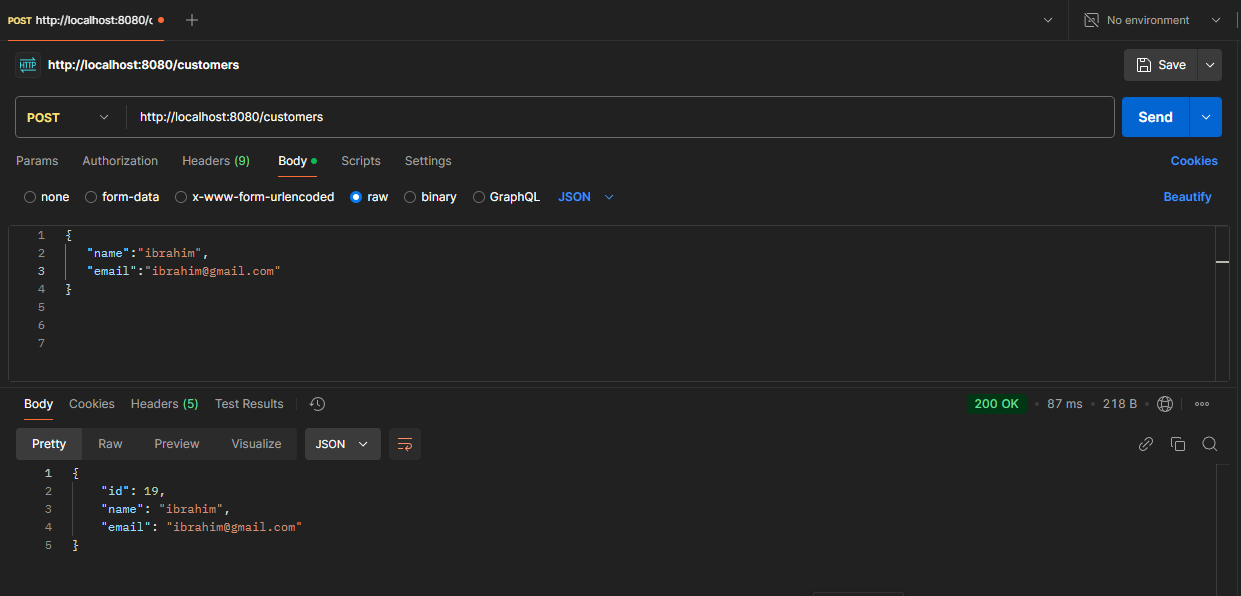 POST http://localhost:8080/c
No environment
HTTP http://localhost:8080/customers
Save
POST http://localhost:8080/customers
Send
Params Authorization Headers (9) Body Scripts Settings Cookies
none form-data x-www-form-urlencoded raw binary GraphQL JSON Beautify
1 {
2 "name":"ibrahim",
3 "email":"ibrahim@gmail.com"
4 }
5
6
7
Body Cookies Headers (5) Test Results 200 OK 87 ms 218 B
Pretty Raw Preview Visualize JSON
1 {
2 "id": 19,
3 "name": "ibrahim",
4 "email": "ibrahim@gmail.com"
5 }